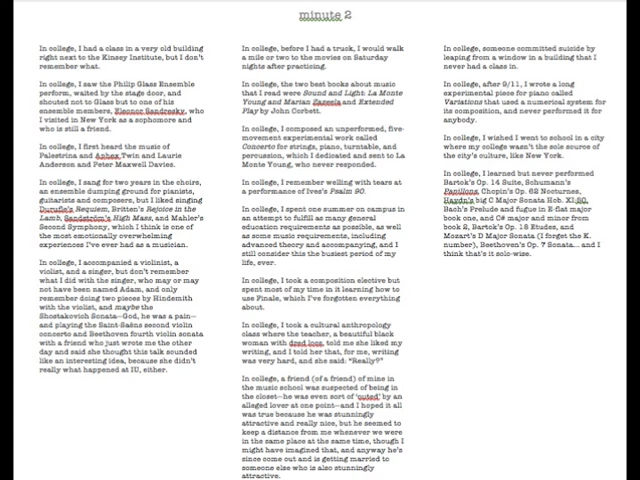 minute 2
In college, I had a class in a very old building
right next to the Kinsey Institute, but I don't
remember what.
In college, I saw the Philip Glass Ensemble
perform, waited by the stage door, and
shouted not to Glass but to one of his
ensemble members, Eleonor Sandresky, who
I visited in New York as a sophomore and
who is still a friend.
In college, I first heard the music of
Palestrina and Aphex Twin and Laurie
Anderson and Peter Maxwell Davies.
In college, I sang for two years in the choirs,
an ensemble dumping ground for pianists,
guitarists and composers, but I liked singing
Duruflé's Requiem, Britten's Rejoice in the
Lamb, Sandström's High Mass, and Mahler's
Second Symphony, which I think is one of
the most emotionally overwhelming
experiences I've ever had as a musician.
In college, I accompanied a violinist, a
violist, and a singer, but don't remember
what I did with the singer, who may or may
not have been named Adam, and only
remember doing two pieces by Hindemith
with the violist, and maybe the
Shostakovich Sonata—God, he was a pain—
and playing the Saint-Saëns second violin
concerto and Beethoven fourth violin sonata
with a friend who just wrote me the other
day and said she thought this talk sounded
like an interesting idea, because she didn't
really what happened at IU, either.
In college, before I had a truck, I would walk
a mile or two to the movies on Saturday
nights after practicing.
In college, the two best books about music
that I read were Sound and Light: La Monte
Young and Marian Zazeela and Extended
Play by John Corbett.
In college, I composed an unperformed, five-
movement experimental work called
Concerto for strings, piano, turntable, and
percussion, which I dedicated and sent to La
Monte Young, who never responded.
In college, I remember welling with tears at
a performance of Ives's Psalm 90.
In college, I spent one summer on campus in
an attempt to fulfill as many general
education requirements as possible, as well
as some music requirements, including
advanced theory and accompanying, and I
still consider this the busiest period of my
life, ever.
In college, I took a composition elective but
spent most of my time in it learning how to
use Finale, which I've forgotten everything
about.
In college, I took a cultural anthropology
class where the teacher, a beautiful black
woman with dred locs, told me she liked my
writing, and I told her that, for me, writing
was very hard, and she said: "Really?"
In college, a friend (of a friend) of mine in
the music school was suspected of being in
the closet—he was even sort of 'outed' by an
alleged lover at one point—and I hoped it all
was true because he was stunningly
attractive and really nice, but he seemed to
keep a distance from me whenever we were
in the same place at the same time, though I
might have imagined that, and anyway he's
since come out and is getting married to
someone else who is also stunningly
attractive.
In college, someone committed suicide by
leaping from a window in a building that I
never had a class in.
In college, after 9/11, I wrote a long
experimental piece for piano called
Variations that used a numerical system for
its composition, and never performed it for
anybody.
In college, I wished I went to school in a city
where my college wasn't the sole source of
the city's culture, like New York.
In college, I learned but never performed
Bartok's Op. 14 Suite, Schumann's
Papillons, Chopin's Op. 62 Nocturnes,
Haydn's big C Major Sonata Hob. XI:50,
Bach's Prelude and fugue in E-flat major
book one, and C# major and minor from
book 2, Bartok's Op. 18 Etudes, and
Mozart's D Major Sonata (I forget the K.
number), Beethoven's Op. 7 Sonata... and I
think that's it solo-wise.